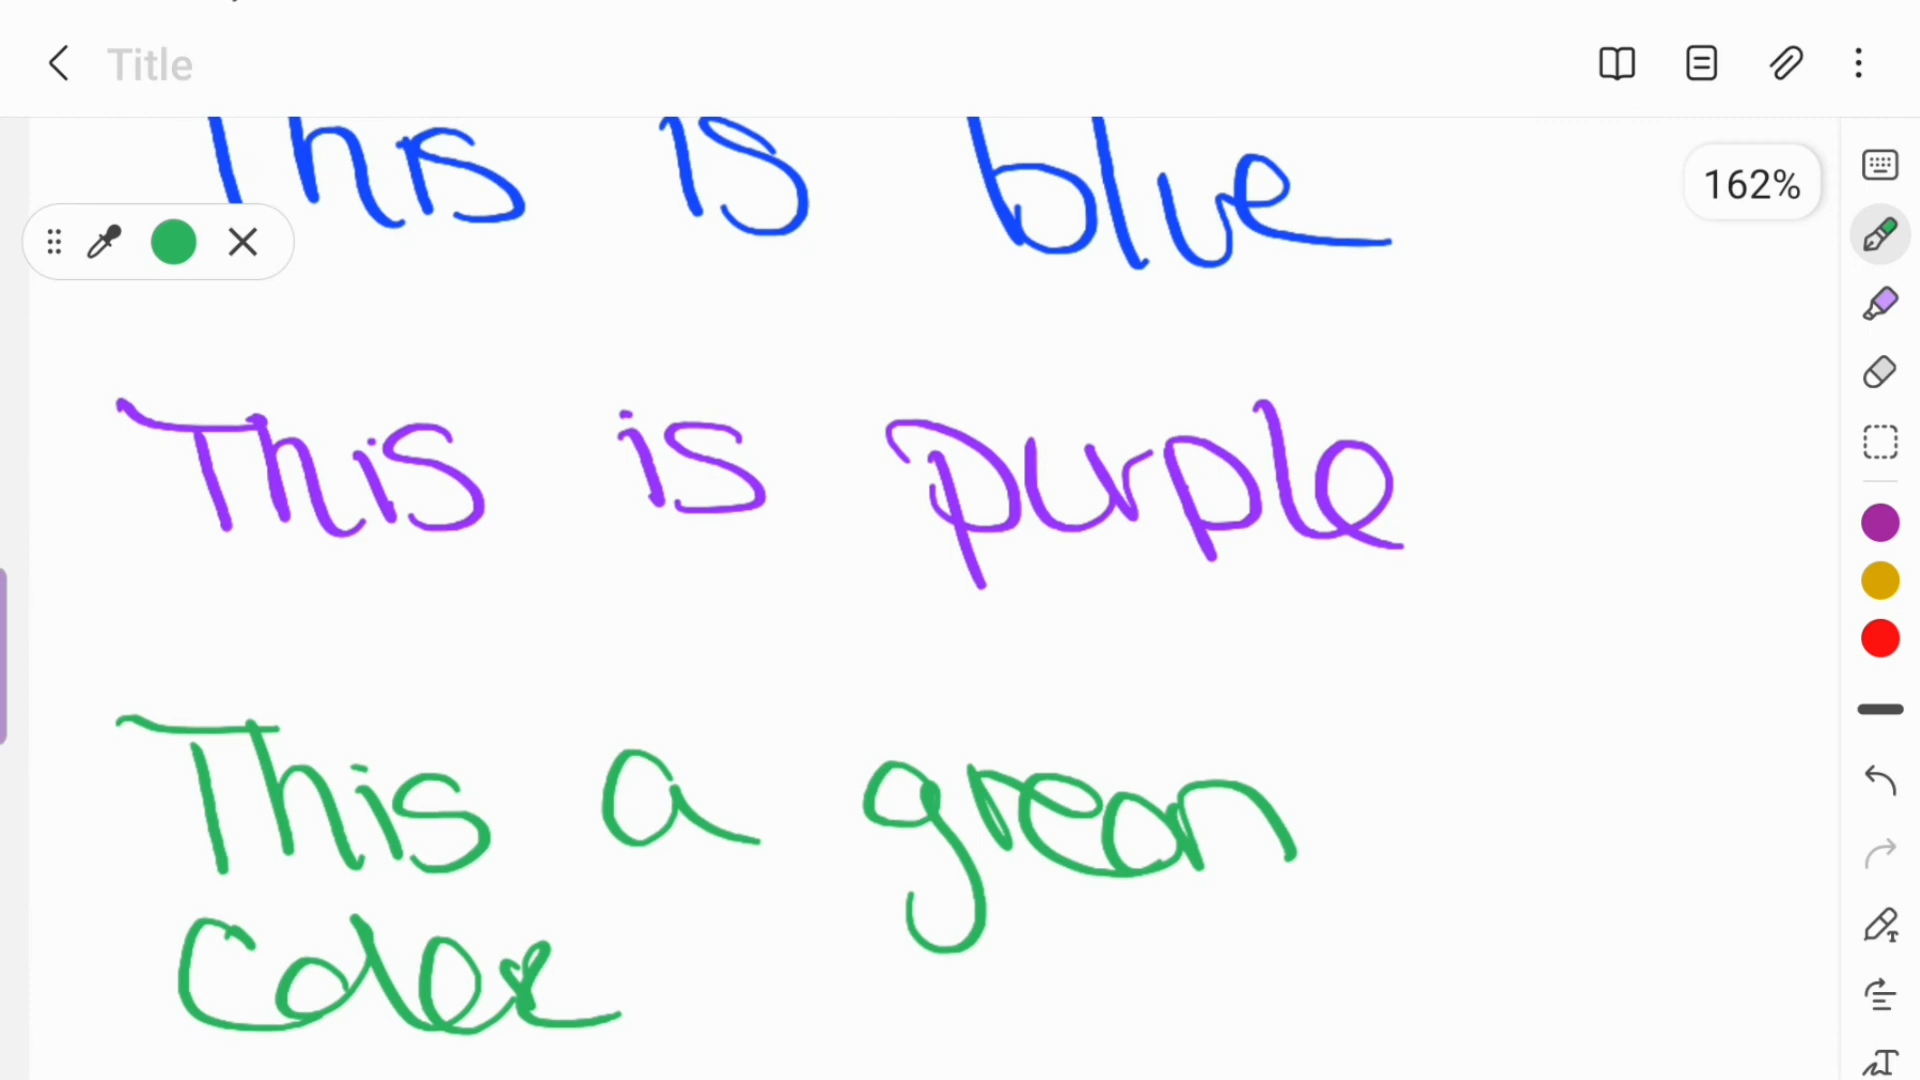 Title
This is blue
162%
This is purple
This a green
Color